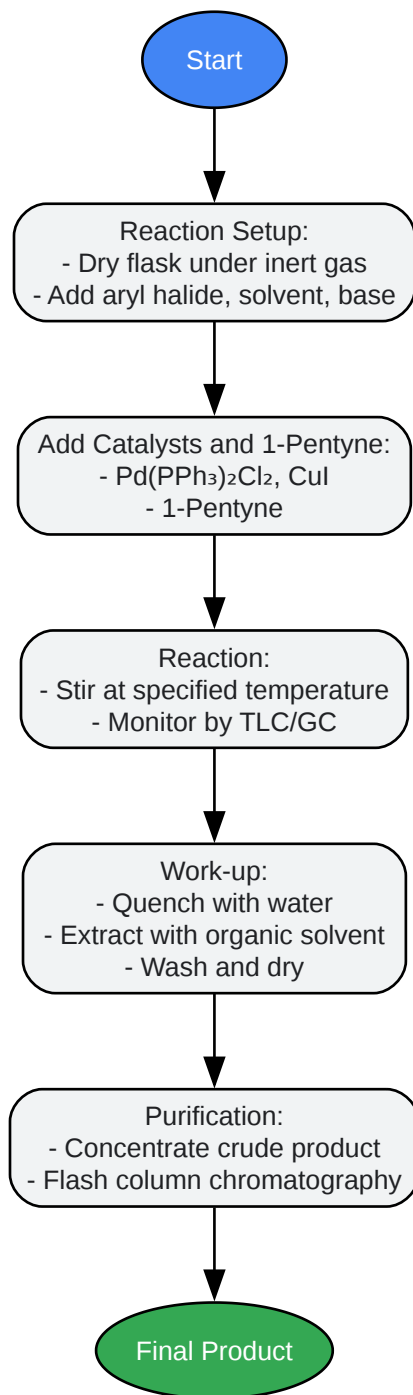 Start
Reaction Setup:
- Dry flask under inert gas
- Add aryl halide, solvent, base
Add Catalysts and 1-Pentyne:
- Pd(PPh₃)₂Cl₂, CuI
- 1-Pentyne
Reaction:
- Stir at specified temperature
- Monitor by TLC/GC
Work-up:
- Quench with water
- Extract with organic solvent
- Wash and dry
Purification:
- Concentrate crude product
- Flash column chromatography
Final Product